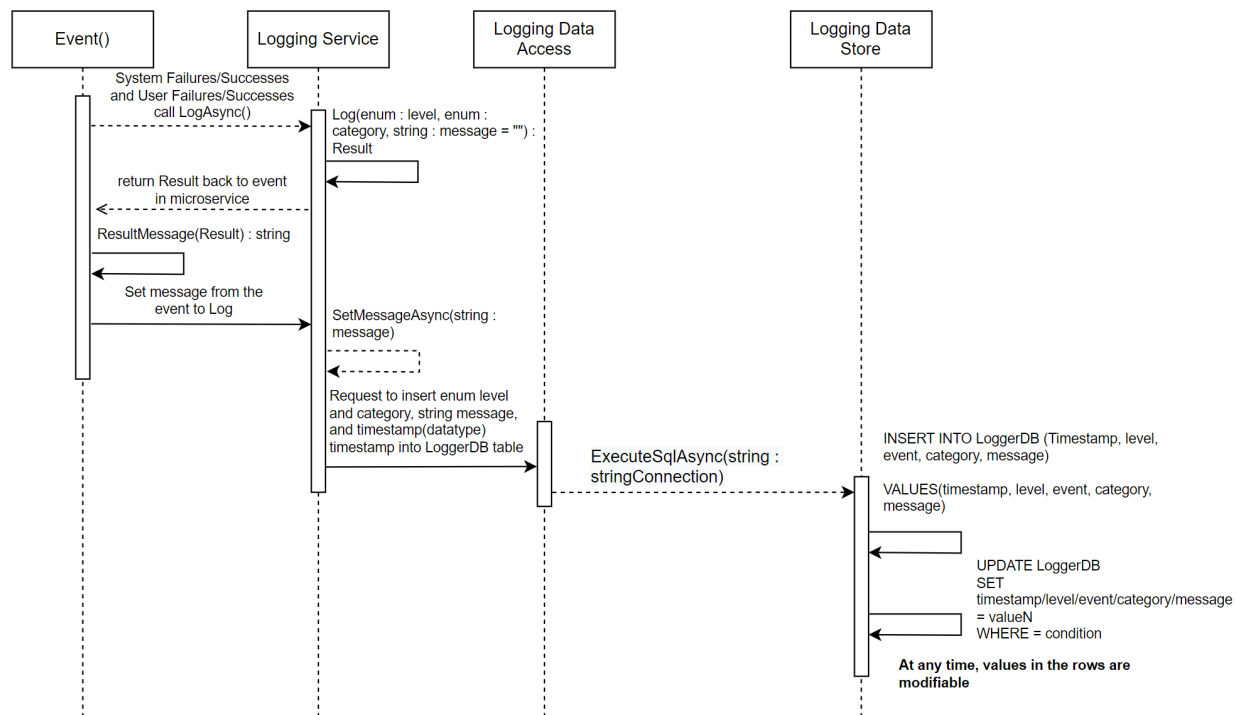 Event()
Logging Service
Logging Data
Access
Logging Data
Store
System Failures/Successes
and User Failures/Successes
call LogAsync()
Log(enum : level, enum :
category, string : message = "") :
Result
return Result back to event
in microservice
ResultMessage(Result) : string
Set message from the
event to Log
SetMessageAsync(string :
message)
Request to insert enum level
and category, string message,
and timestamp(datatype)
timestamp into LoggerDB table
ExecuteSqlAsync(string :
stringConnection)
INSERT INTO LoggerDB (Timestamp, level,
event, category, message)
VALUES(timestamp, level, event, category,
message)
UPDATE LoggerDB
SET
timestamp/level/event/category/message
= valueN
WHERE = condition
At any time, values in the rows are
modifiable